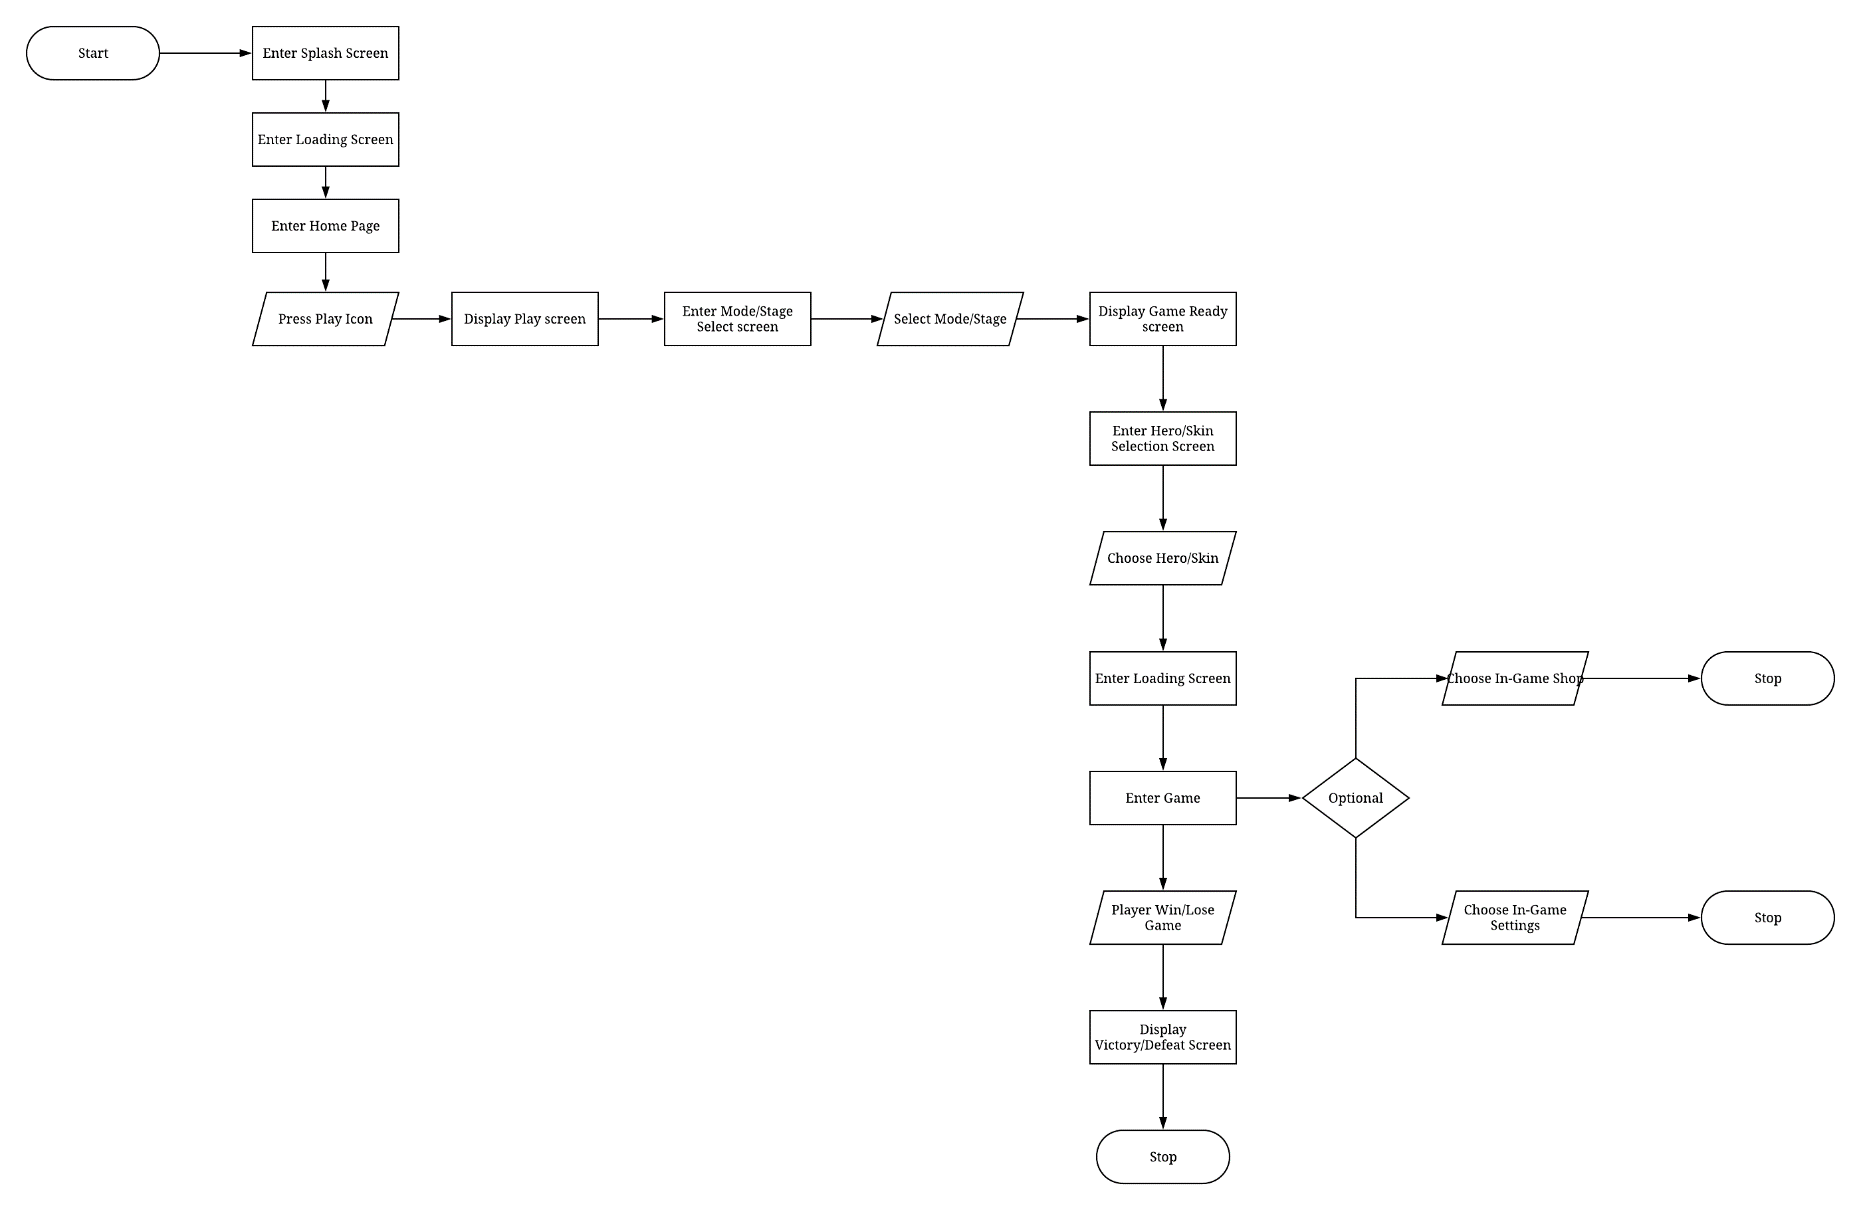 Start
Enter Splash Screen
Enter Loading Screen
Enter Home Page
Press Play Icon
Display Play screen
Enter Mode/Stage
Select screen
Select Mode/Stage
Display Game Ready
screen
Enter Hero/Skin
Selection Screen
Choose Hero/Skin
Enter Loading Screen
Enter Game
Optional
Choose In-Game Shop
Stop
Choose In-Game
Settings
Stop
Player Win/Lose
Game
Display
Victory/Defeat Screen
Stop